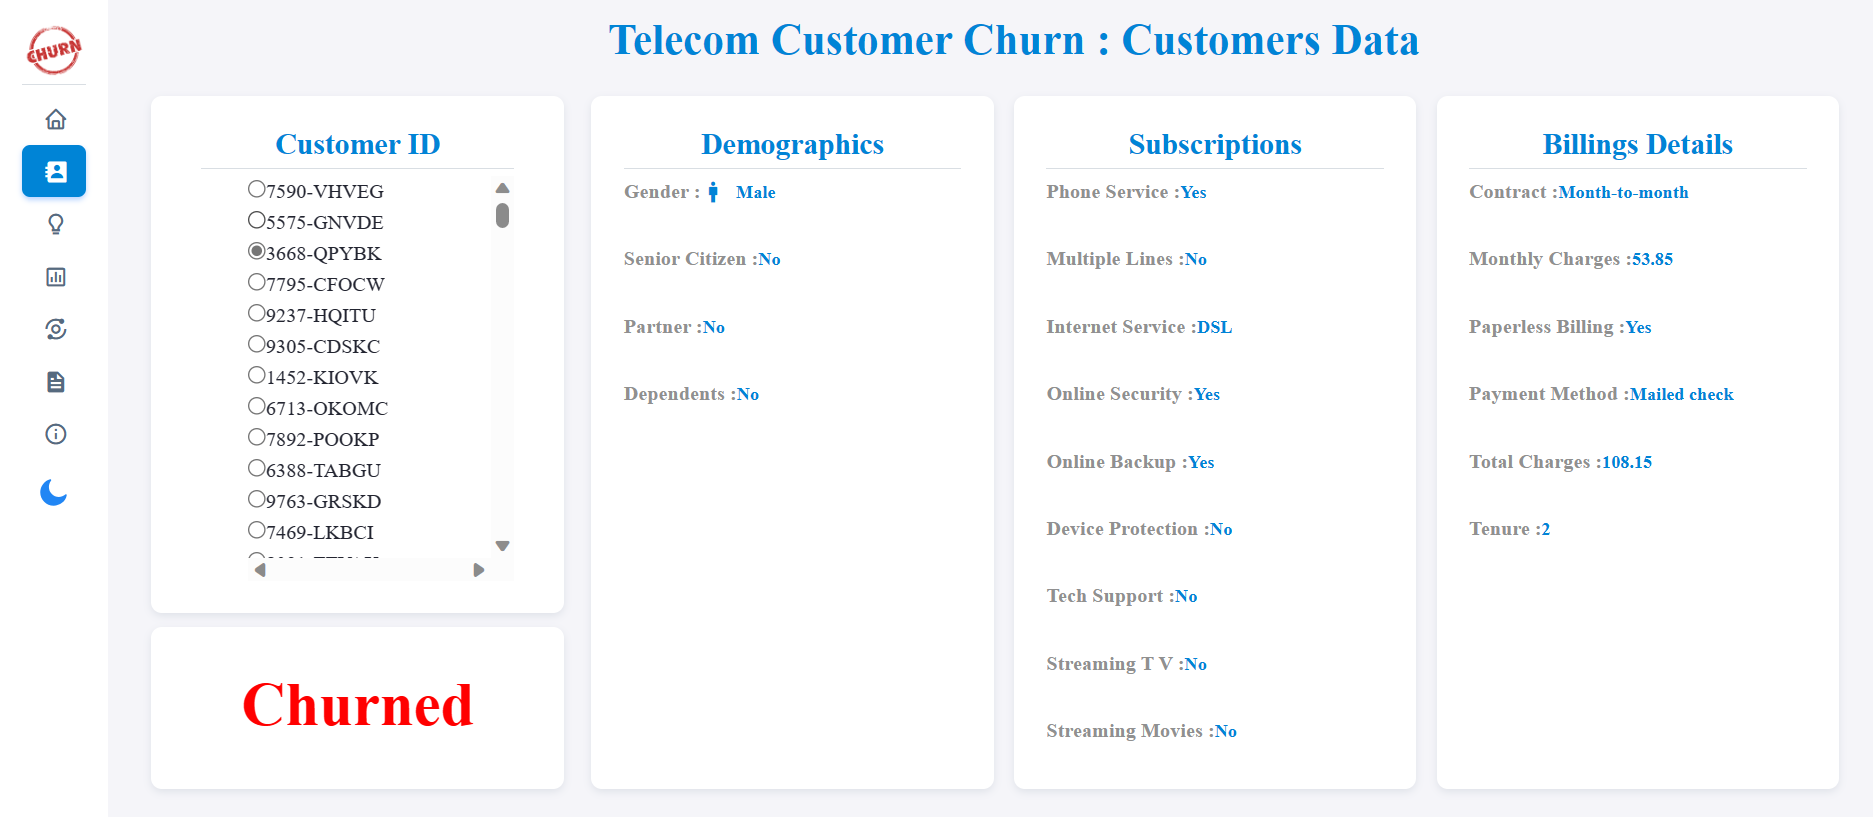 CHURN
Telecom Customer Churn : Customers Data
Customer ID
7590-VHVEG
5575-GNVDE
3668-QPYBK
7795-CFOCW
9237-HQITU
9305-CDSKC
1452-KIOVK
6713-OKOMC
7892-POOKP
6388-TABGU
9763-GRSKD
7469-LKBCI
Churned
Demographics
Gender : Male
Senior Citizen :No
Partner :No
Dependents :No
Subscriptions
Phone Service :Yes
Multiple Lines :No
Internet Service :DSL
Online Security :Yes
Online Backup :Yes
Device Protection :No
Tech Support :No
Streaming T V :No
Streaming Movies :No
Billings Details
Contract :Month-to-month
Monthly Charges :53.85
Paperless Billing :Yes
Payment Method :Mailed check
Total Charges :108.15
Tenure :2